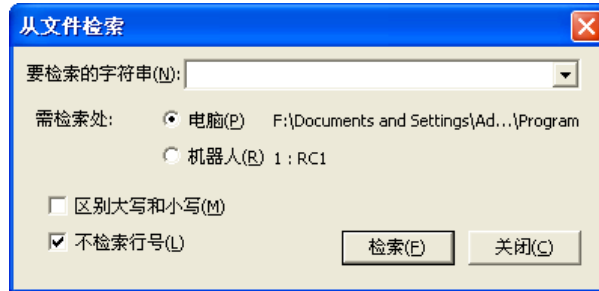 从文件检索
要检索的字符串(N):
需检索处: 电脑(P) F:\Documents and Settings\Ad...\Program
机器人(R) 1 : RC1
区别大写和小写(M)
不检索行号(L)
检索(F) 关闭(C)